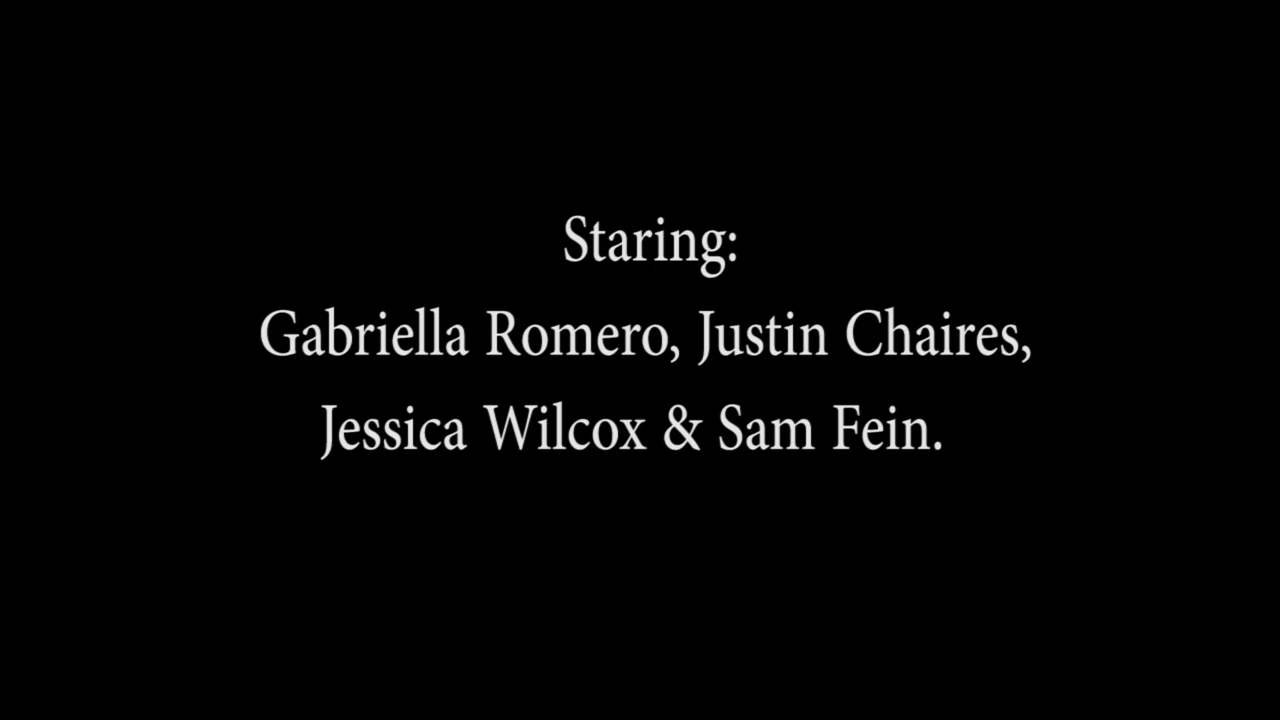 Staring:
Gabriella Romero, Justin Chaires,
Jessica Wilcox & Sam Fein.